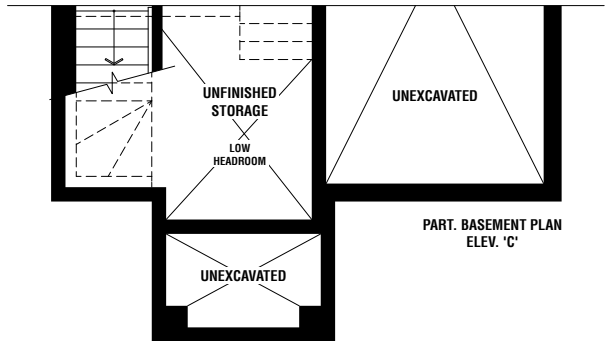 UNFINISHED
STORAGE
LOW
HEADROOM
UNEXCAVATED
UNEXCAVATED
PART. BASEMENT PLAN
ELEV. 'C'